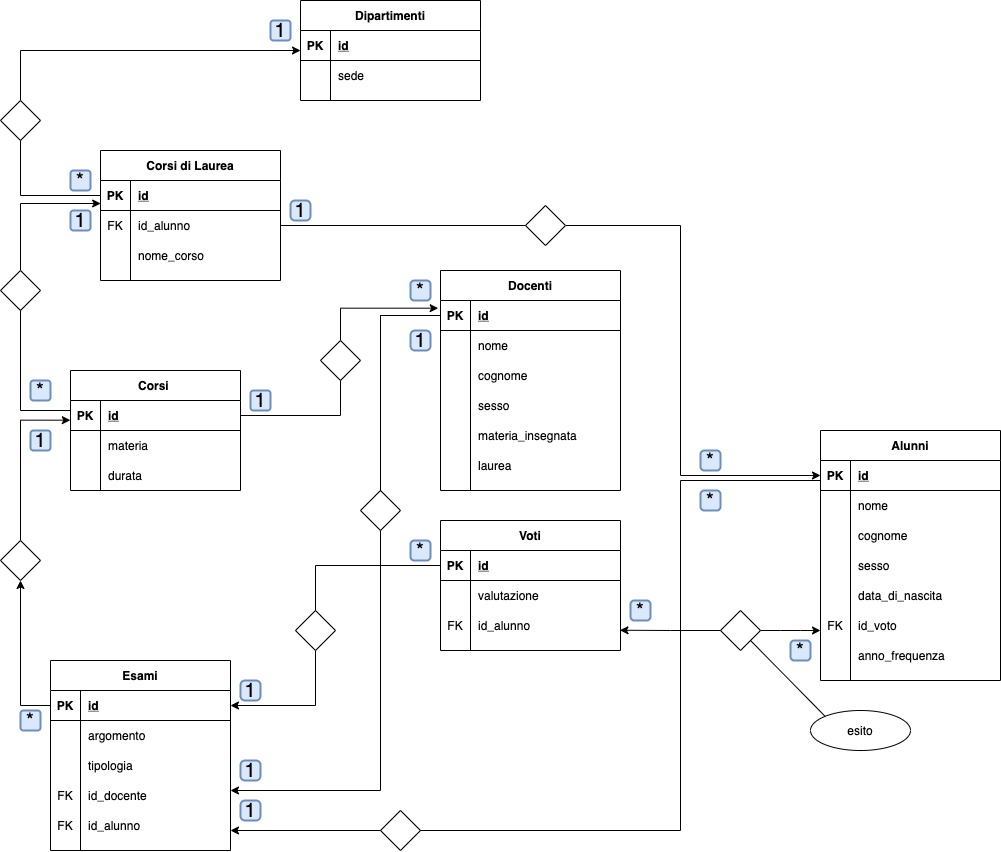 Dipartimenti
1
PK id
sede
*
Corsi di Laurea
PK id
1
FK id_alunno
nome_corso
1
*
Docenti
PK id
1
nome
cognome
sesso
materia_insegnata
laurea
*
Corsi
PK id
1
1
materia
durata
*
*
Alunni
PK id
nome
cognome
sesso
data_di_nascita
FK id_voto
anno_frequenza
*
Voti
PK id
valutazione
FK id_alunno
*
*
esito
Esami
PK id
1
*
argomento
tipologia
FK id_docente
1
FK id_alunno
1